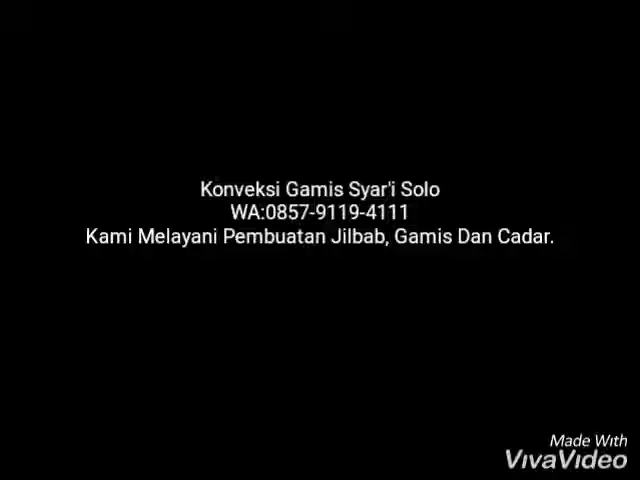 Konveksi Gamis Syar'i Solo
WA:0857-9119-4111
Kami Melayani Pembuatan Jilbab, Gamis Dan Cadar.
Made With
VivaVideo